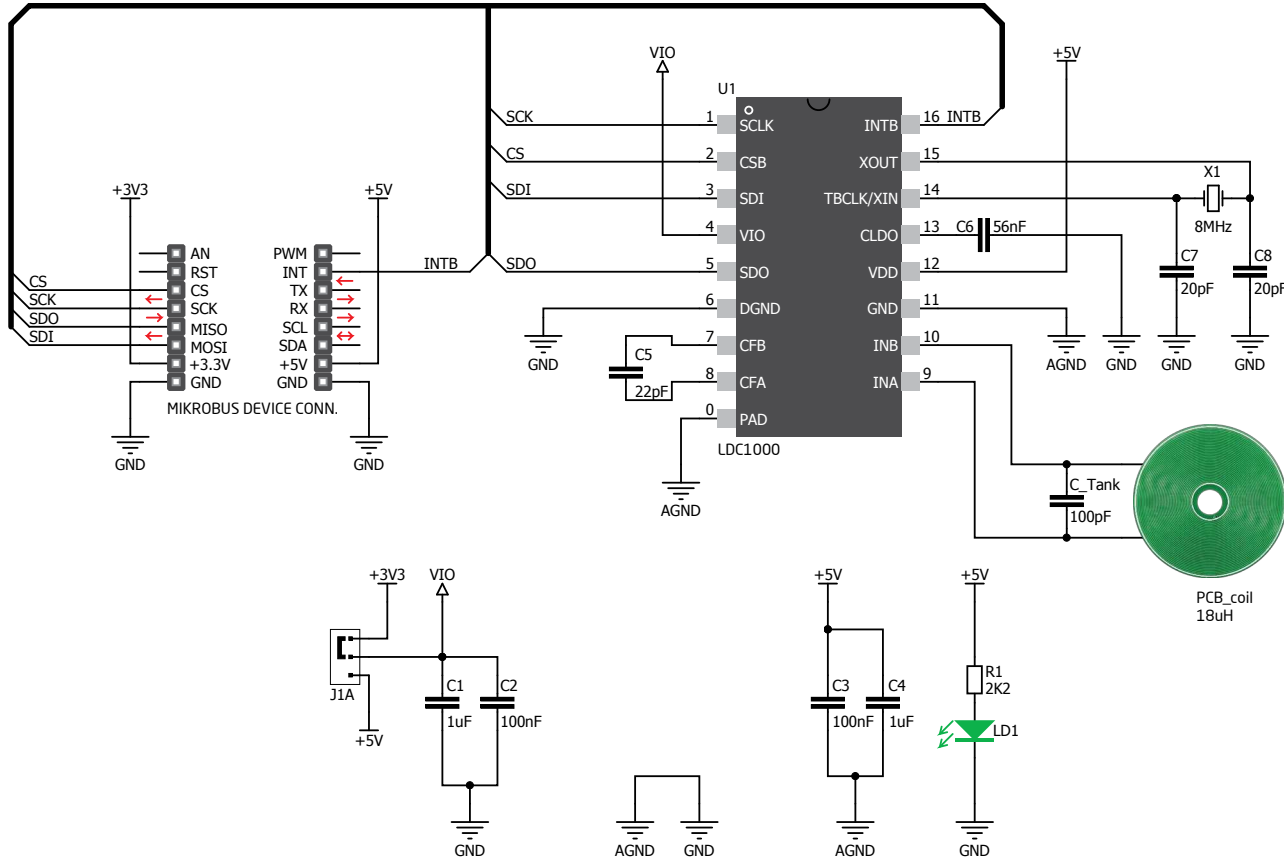 VIO
+5V
U1
SCK 1 SCLK INTB 16 INTB
CS 2 CSB XOUT 15
X1
SDI 3 SDI TBCLK/XIN 14
8MHz
4 VIO CLDO 13 C6 56nF
SDO 5 SDO VDD 12
C7 20pF
C8 20pF
6 DGND GND 11
GND
7 CFB INB 10
C5 22pF
8 CFA INA 9
0 PAD
LDC1000
AGND
AGND GND GND GND
C_Tank
100pF
PCB_coil
18uH
+3V3 +5V
AN PWM
RST INT INTB
CS CS TX
SCK SCK RX
SDO MISO SCL
SDI MOSI SDA
+3.3V +5V
GND GND
MIKROBUS DEVICE CONN.
GND GND
+3V3 VIO
J1A
+5V
C1 C2
1uF 100nF
GND
AGND GND
+5V
C3 C4
100nF 1uF
AGND
+5V
R1
2K2
LD1
GND